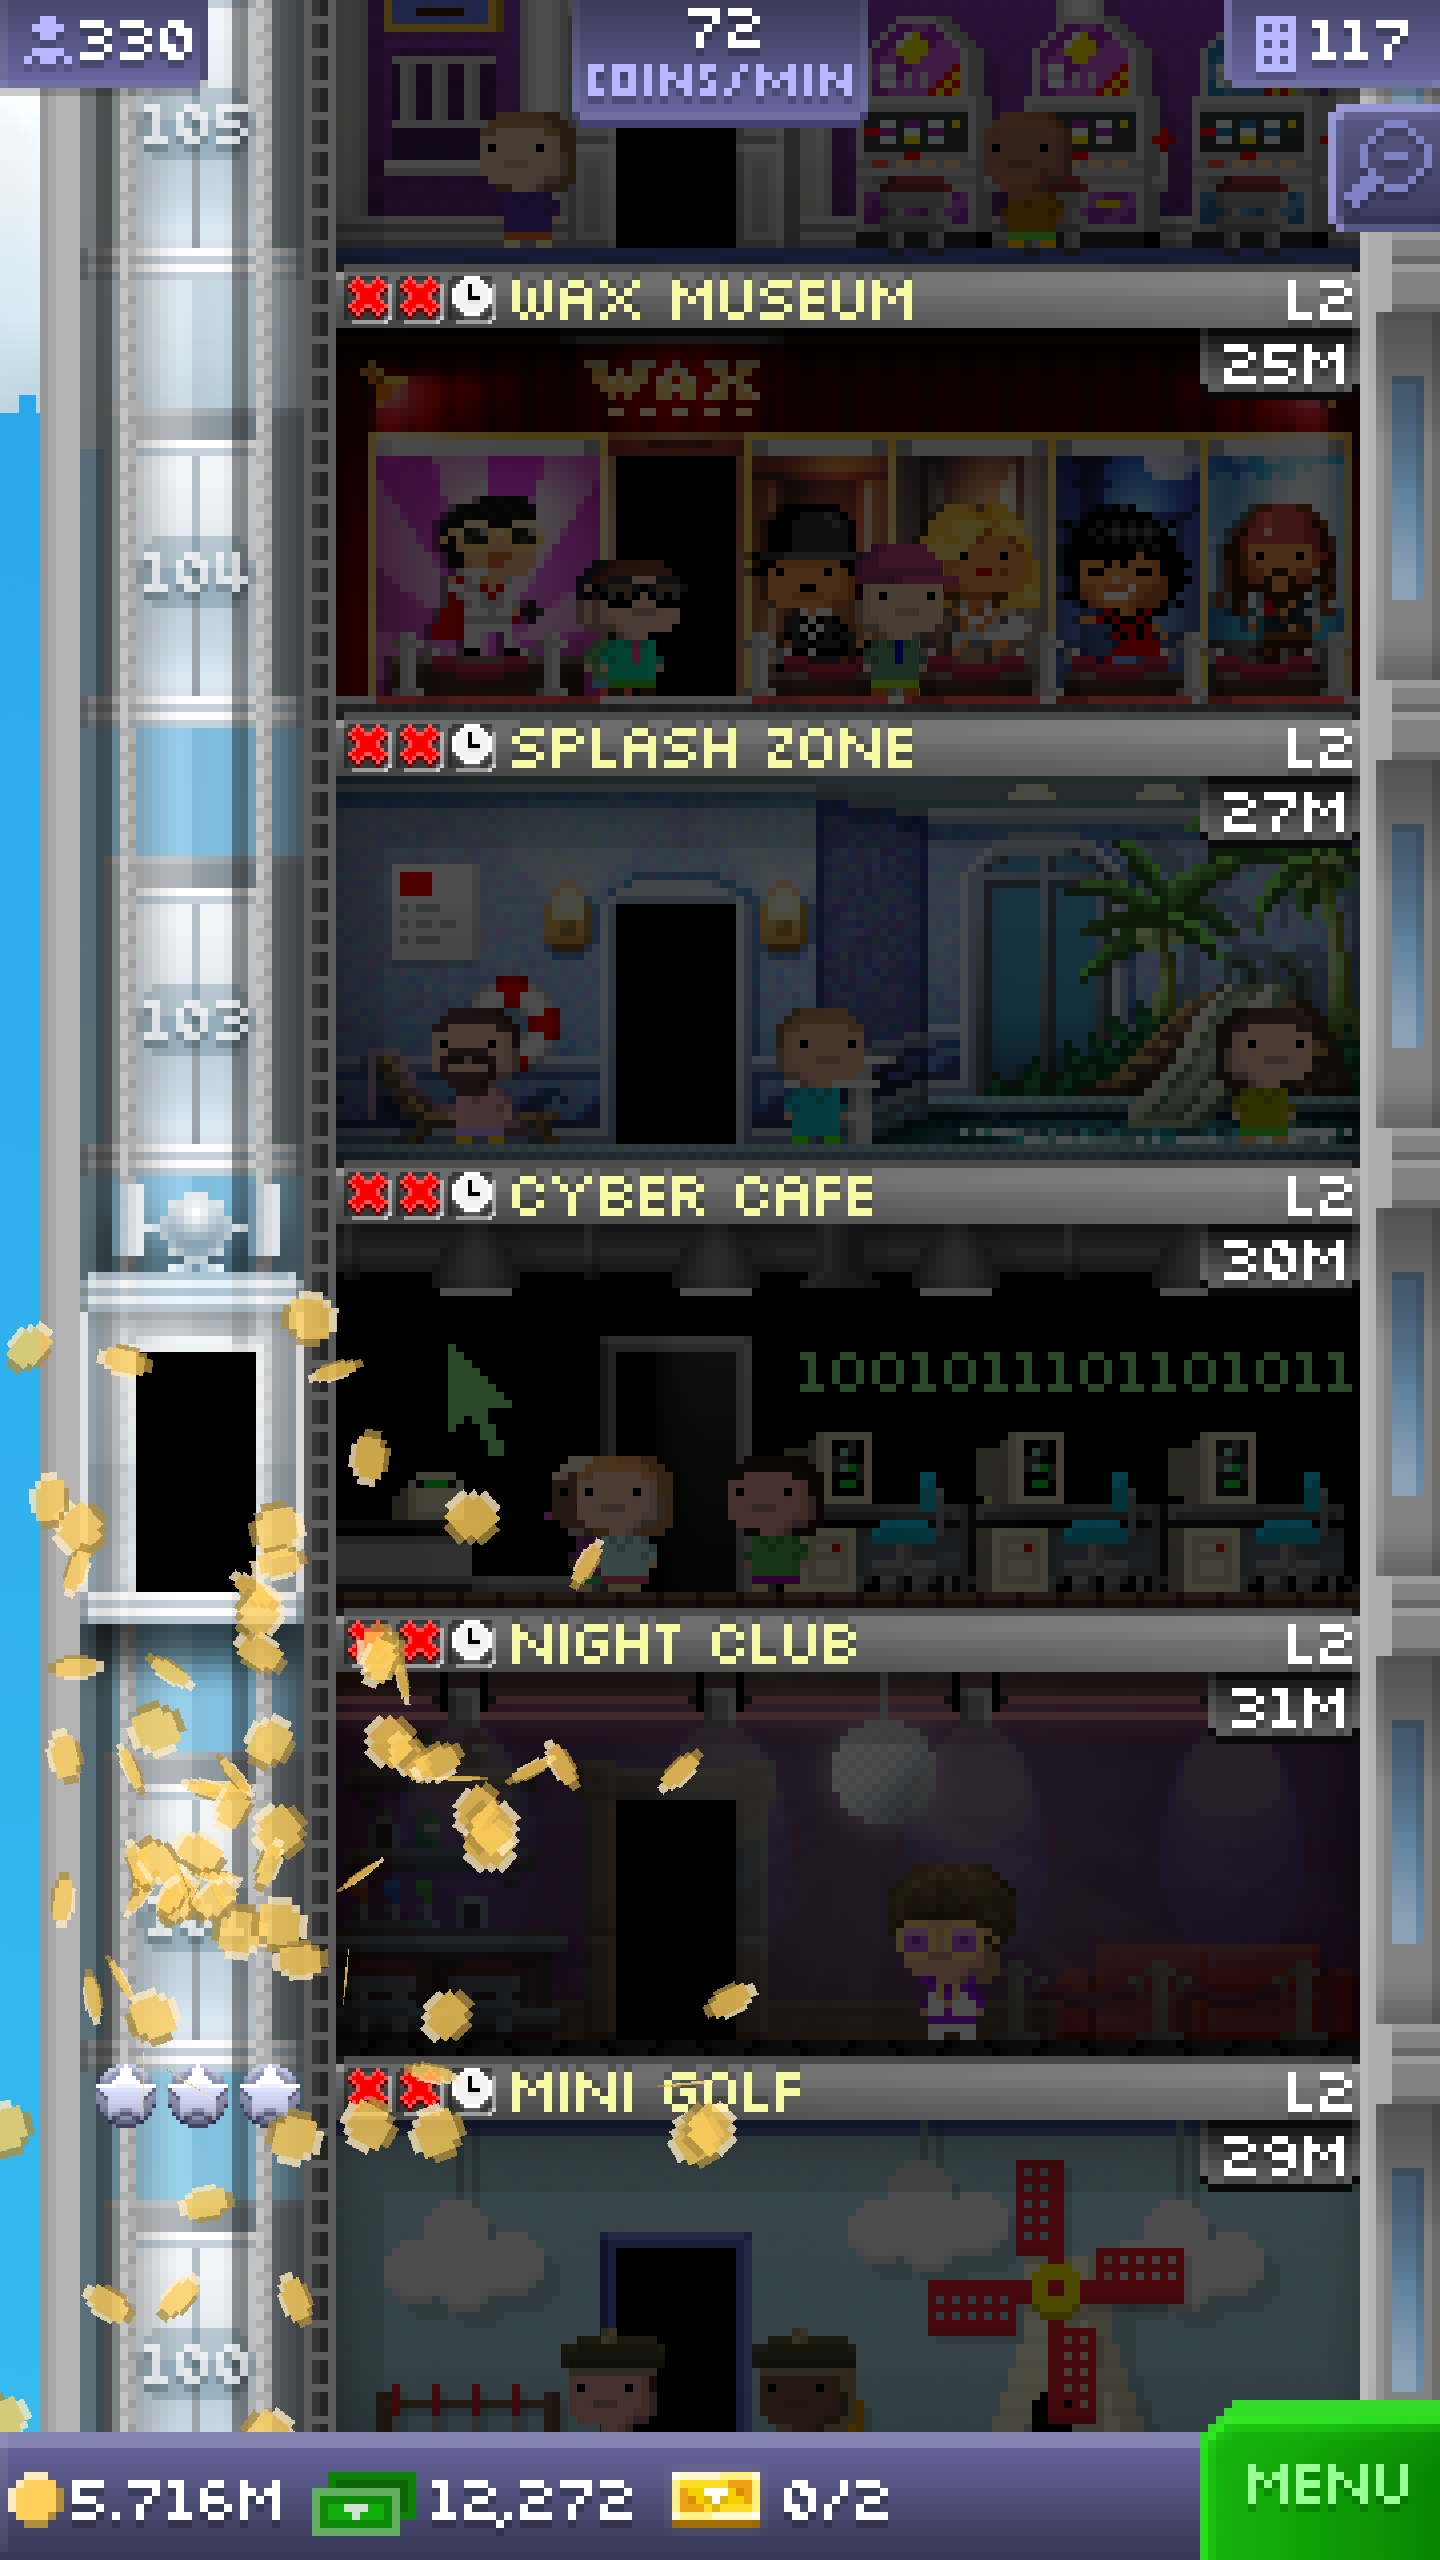 330
72
COINS/MIN
117
105
WAX MUSEUM L2
25M
WAX
104
SPLASH ZONE L2
27M
103
CYBER CAFE L2
30M
1001011101101011
NIGHT CLUB L2
31M
MINI GOLF L2
29M
100
5.716M 12,272 0/2
MENU